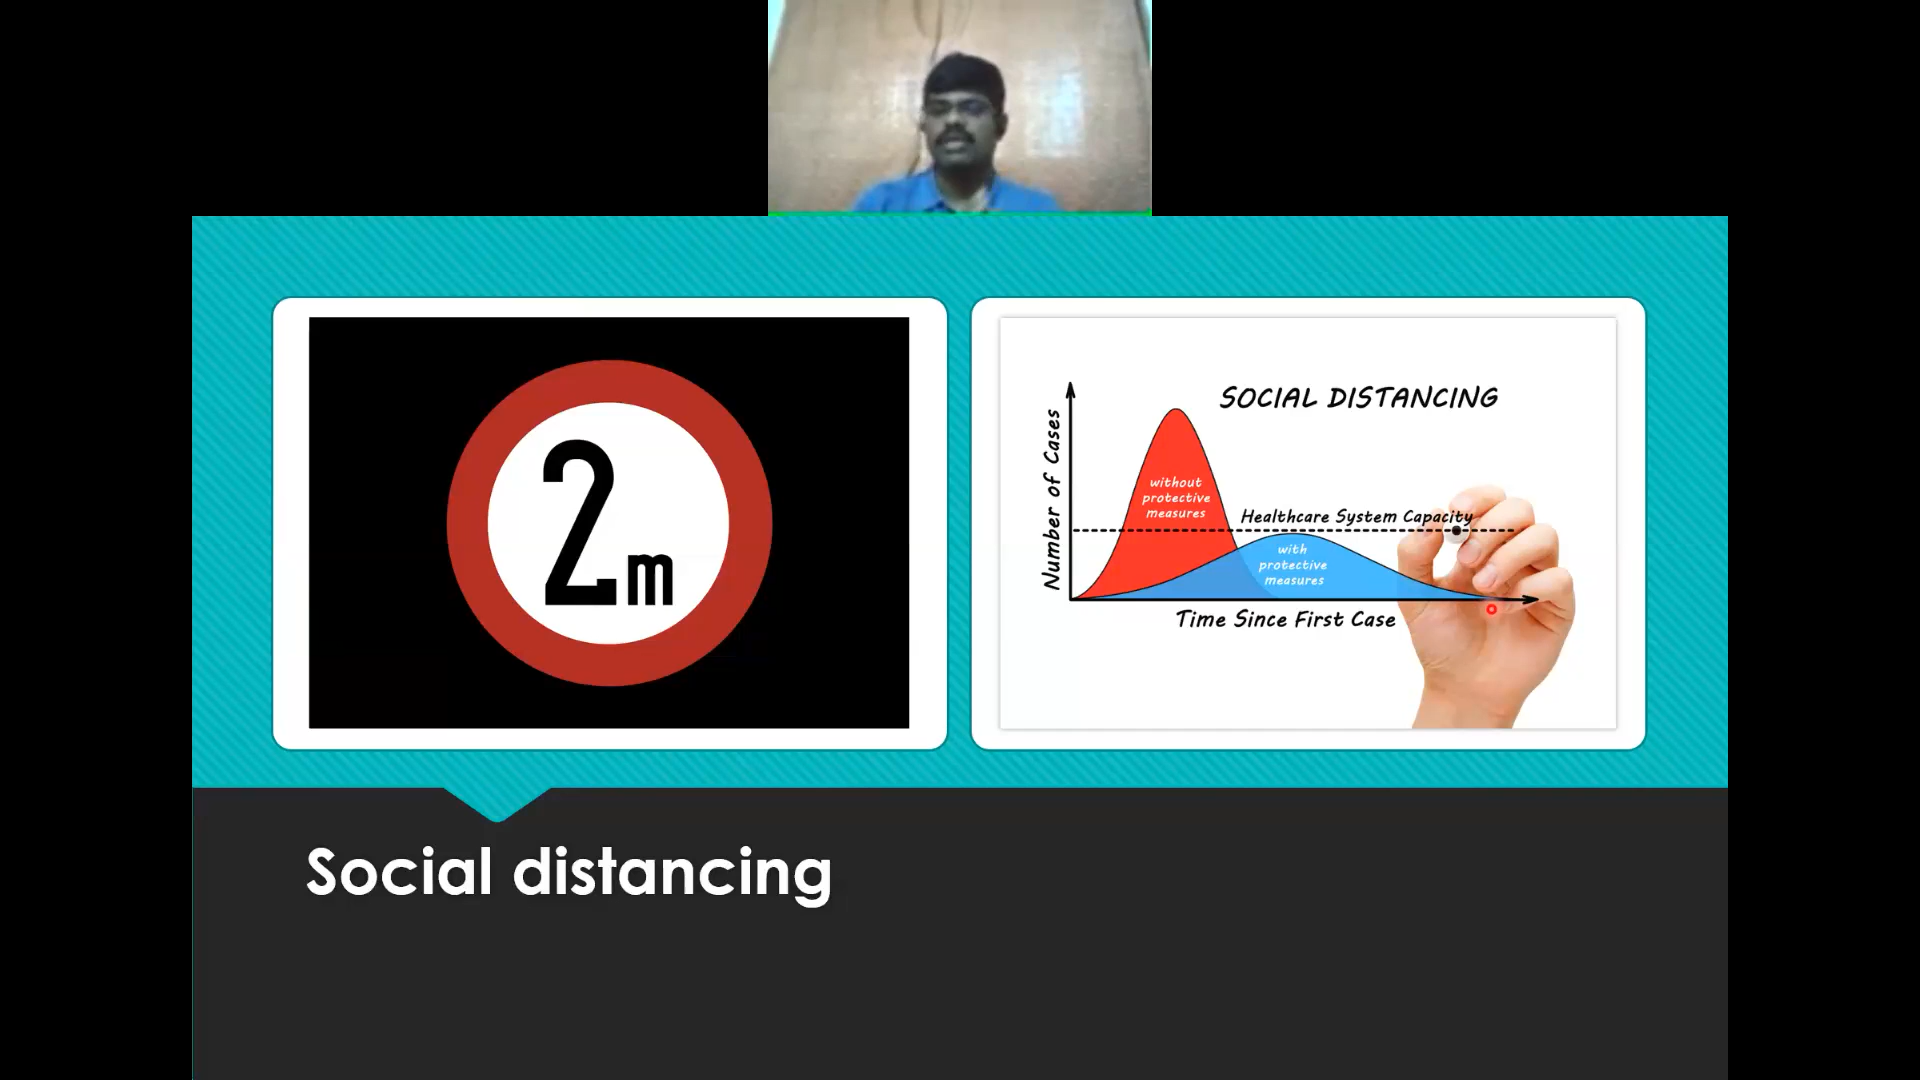 2m
SOCIAL DISTANCING
Number of Cases
without
protective
measures
Healthcare System Capacity
with
protective
measures
Time Since First Case
Social distancing